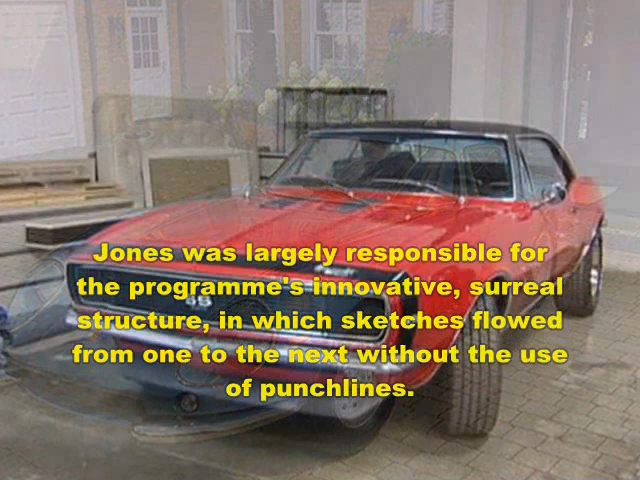 Jones was largely responsible for
the programme's innovative, surreal
structure, in which sketches flowed
from one to the next without the use
of punchlines.
SS